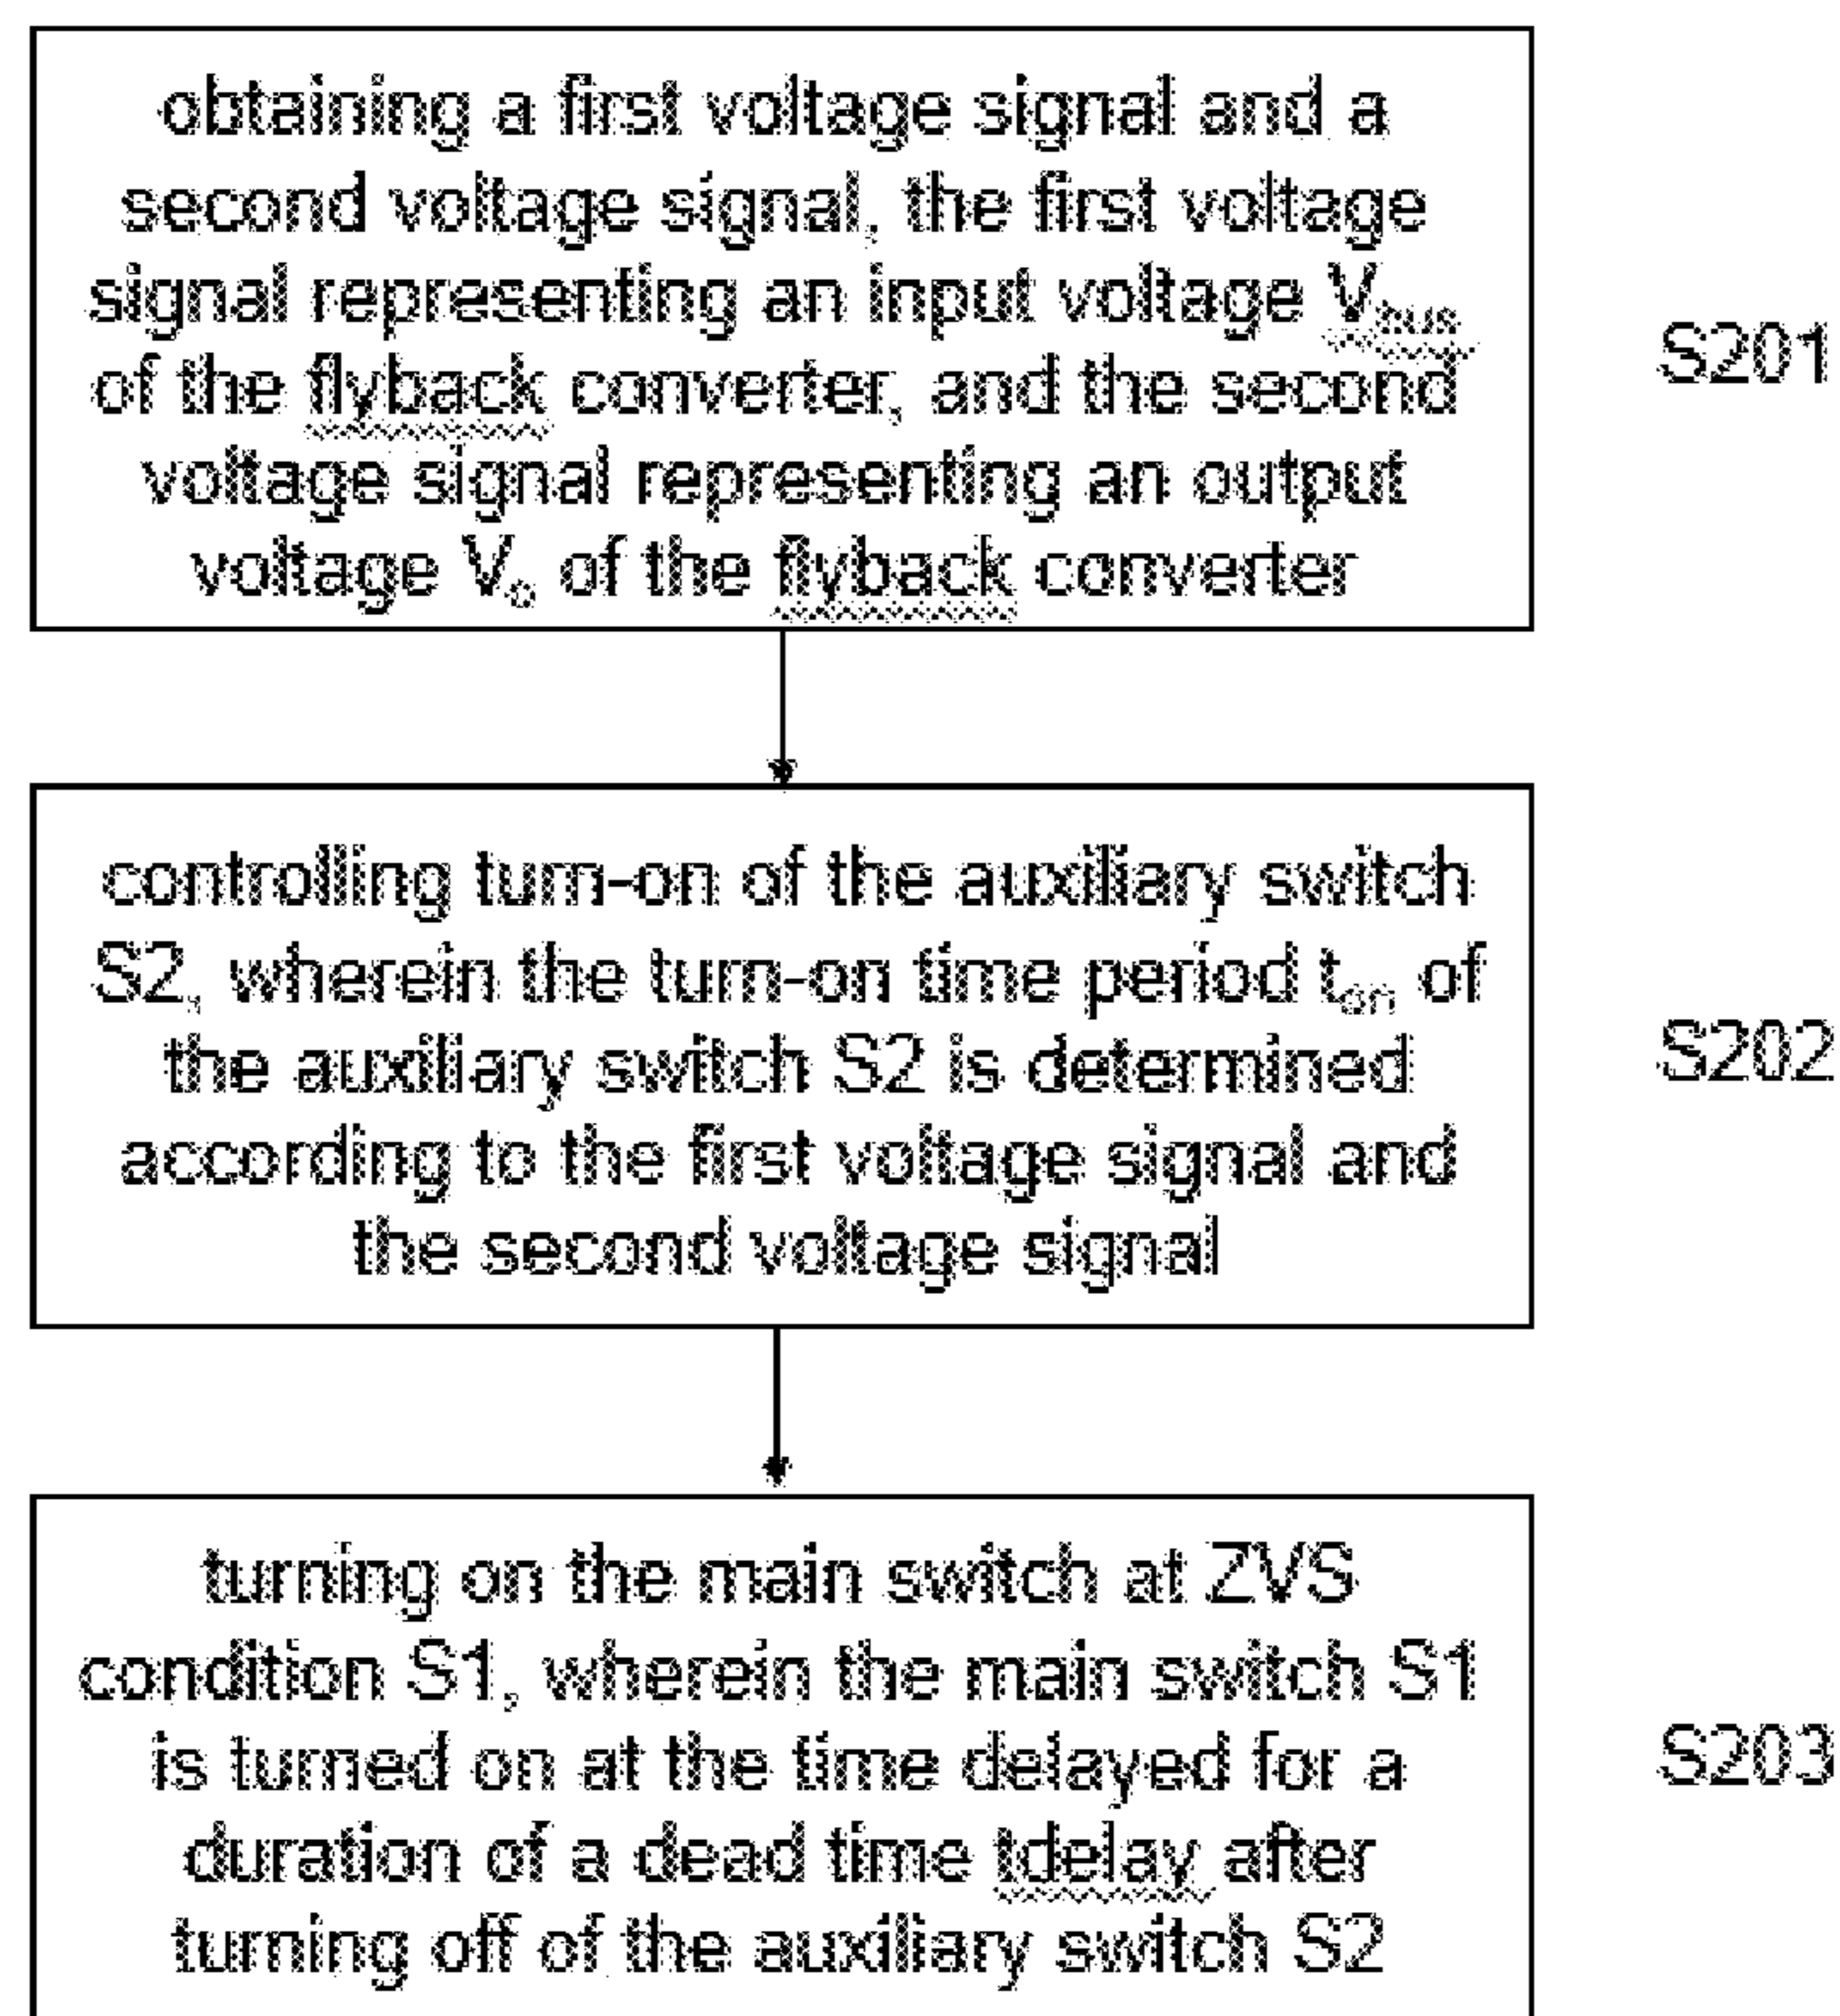 obtaining a first voltage signal and a
second voltage signal, the first voltage
signal representing an input voltage Vbus
of the flyback converter, and the second
voltage signal representing an output
voltage Vo of the flyback converter
S201
controlling turn-on of the auxiliary switch
S2, wherein the turn-on time period ton of
the auxiliary switch S2 is determined
according to the first voltage signal and
the second voltage signal
S202
turning on the main switch at ZVS
condition S1, wherein the main switch S1
is turned on at the time delayed for a
duration of a dead time tdelay after
turning off of the auxiliary switch S2
S203